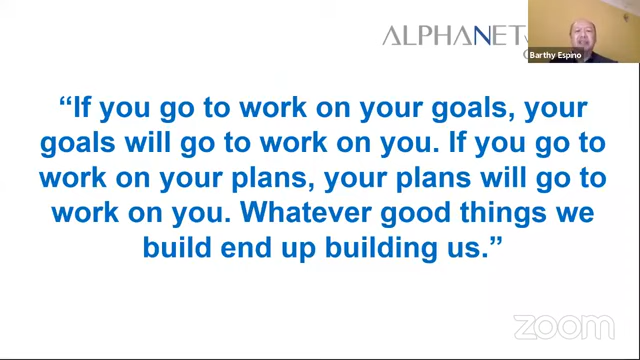 ALPHANET
Barthy Espino
“If you go to work on your goals, your
goals will go to work on you. If you go to
work on your plans, your plans will go to
work on you. Whatever good things we
build end up building us.”
zoom